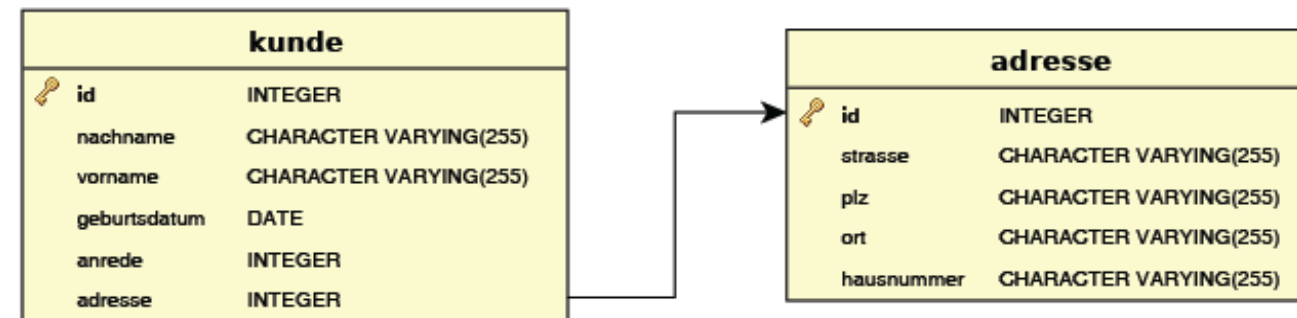 kunde
id INTEGER
nachname CHARACTER VARYING(255)
vorname CHARACTER VARYING(255)
geburtsdatum DATE
anrede INTEGER
adresse INTEGER
adresse
id INTEGER
strasse CHARACTER VARYING(255)
plz CHARACTER VARYING(255)
ort CHARACTER VARYING(255)
hausnummer CHARACTER VARYING(255)